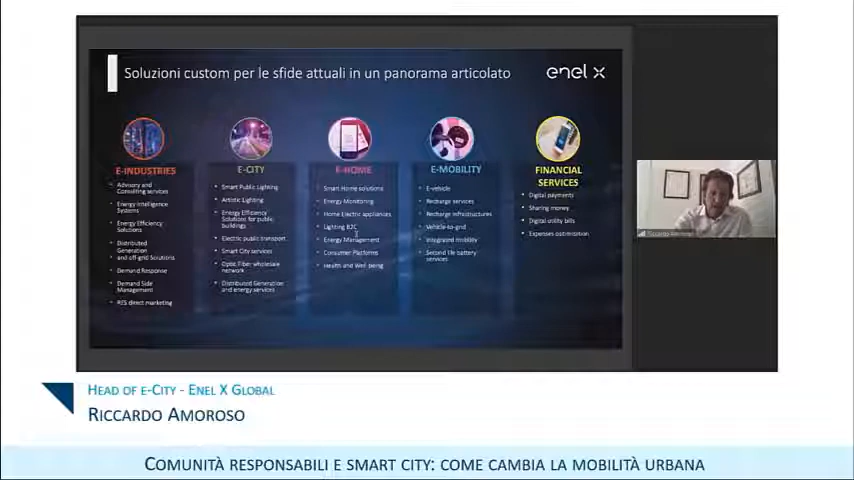 Soluzioni custom per le sfide attuali in un panorama articolato
enel x
E-INDUSTRIES
Advisory and
Consulting services
Energy Intelligence
Systems
Energy Efficiency
Solutions
Distributed
Generation
and off-grid Solutions
Demand Response
Demand Side
Management
RES direct marketing
E-CITY
Smart Public Lighting
Artistic Lighting
Energy Efficiency
Solutions for public
buildings
Electric public transport
Smart City services
Optic Fiber wholesale
network
Distributed Generation
and energy services
E-HOME
Smart Home solutions
Energy Monitoring
Home Electric appliances
Lighting B2C
Energy Management
Consumer Platforms
Health and Well being
E-MOBILITY
E-vehicle
Recharge services
Recharge infrastructures
Vehicle-to-grid
Integrated mobility
Second life battery
services
FINANCIAL
SERVICES
Digital payments
Sharing money
Digital utility bills
Expenses optimization
Riccardo Amoroso
HEAD OF E-CITY - ENEL X GLOBAL
RICCARDO AMOROSO
COMUNITÀ RESPONSABILI E SMART CITY: COME CAMBIA LA MOBILITÀ URBANA